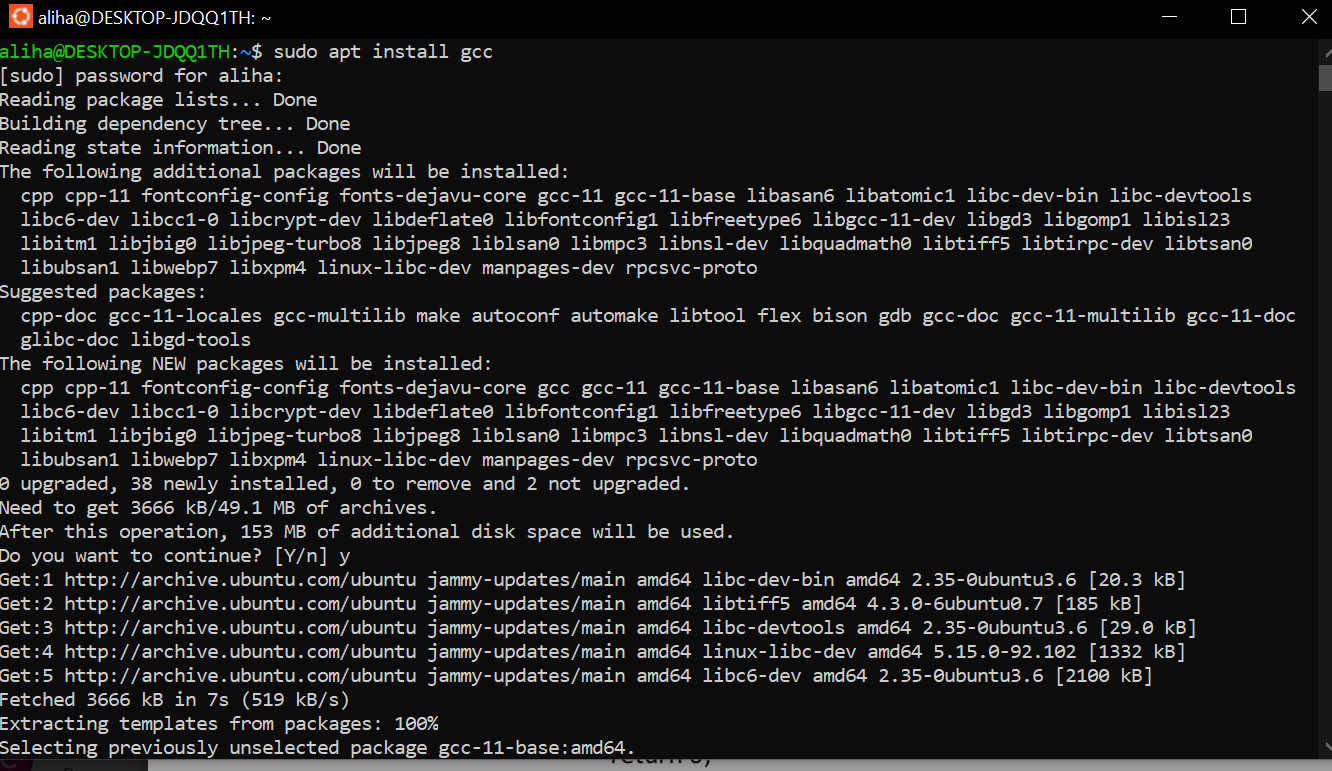 aliha@DESKTOP-JDQQ1TH: ~
aliha@DESKTOP-JDQQ1TH:~$ sudo apt install gcc
[sudo] password for aliha:
Reading package lists... Done
Building dependency tree... Done
Reading state information... Done
The following additional packages will be installed:
  cpp cpp-11 fontconfig-config fonts-dejavu-core gcc-11 gcc-11-base libasan6 libatomic1 libc-dev-bin libc-devtools
  libc6-dev libcc1-0 libcrypt-dev libdeflate0 libfontconfig1 libfreetype6 libgcc-11-dev libgd3 libgomp1 libisl23
  libitm1 libjbig0 libjpeg-turbo8 libjpeg8 liblsan0 libmpc3 libnsl-dev libquadmath0 libtiff5 libtirpc-dev libtsan0
  libubsan1 libwebp7 libxpm4 linux-libc-dev manpages-dev rpcsvc-proto
Suggested packages:
  cpp-doc gcc-11-locales gcc-multilib make autoconf automake libtool flex bison gdb gcc-doc gcc-11-multilib gcc-11-doc
  glibc-doc libgd-tools
The following NEW packages will be installed:
  cpp cpp-11 fontconfig-config fonts-dejavu-core gcc gcc-11 gcc-11-base libasan6 libatomic1 libc-dev-bin libc-devtools
  libc6-dev libcc1-0 libcrypt-dev libdeflate0 libfontconfig1 libfreetype6 libgcc-11-dev libgd3 libgomp1 libisl23
  libitm1 libjbig0 libjpeg-turbo8 libjpeg8 liblsan0 libmpc3 libnsl-dev libquadmath0 libtiff5 libtirpc-dev libtsan0
  libubsan1 libwebp7 libxpm4 linux-libc-dev manpages-dev rpcsvc-proto
0 upgraded, 38 newly installed, 0 to remove and 2 not upgraded.
Need to get 3666 kB/49.1 MB of archives.
After this operation, 153 MB of additional disk space will be used.
Do you want to continue? [Y/n] y
Get:1 http://archive.ubuntu.com/ubuntu jammy-updates/main amd64 libc-dev-bin amd64 2.35-0ubuntu3.6 [20.3 kB]
Get:2 http://archive.ubuntu.com/ubuntu jammy-updates/main amd64 libtiff5 amd64 4.3.0-6ubuntu0.7 [185 kB]
Get:3 http://archive.ubuntu.com/ubuntu jammy-updates/main amd64 libc-devtools amd64 2.35-0ubuntu3.6 [29.0 kB]
Get:4 http://archive.ubuntu.com/ubuntu jammy-updates/main amd64 linux-libc-dev amd64 5.15.0-92.102 [1332 kB]
Get:5 http://archive.ubuntu.com/ubuntu jammy-updates/main amd64 libc6-dev amd64 2.35-0ubuntu3.6 [2100 kB]
Fetched 3666 kB in 7s (519 kB/s)
Extracting templates from packages: 100%
Selecting previously unselected package gcc-11-base:amd64.